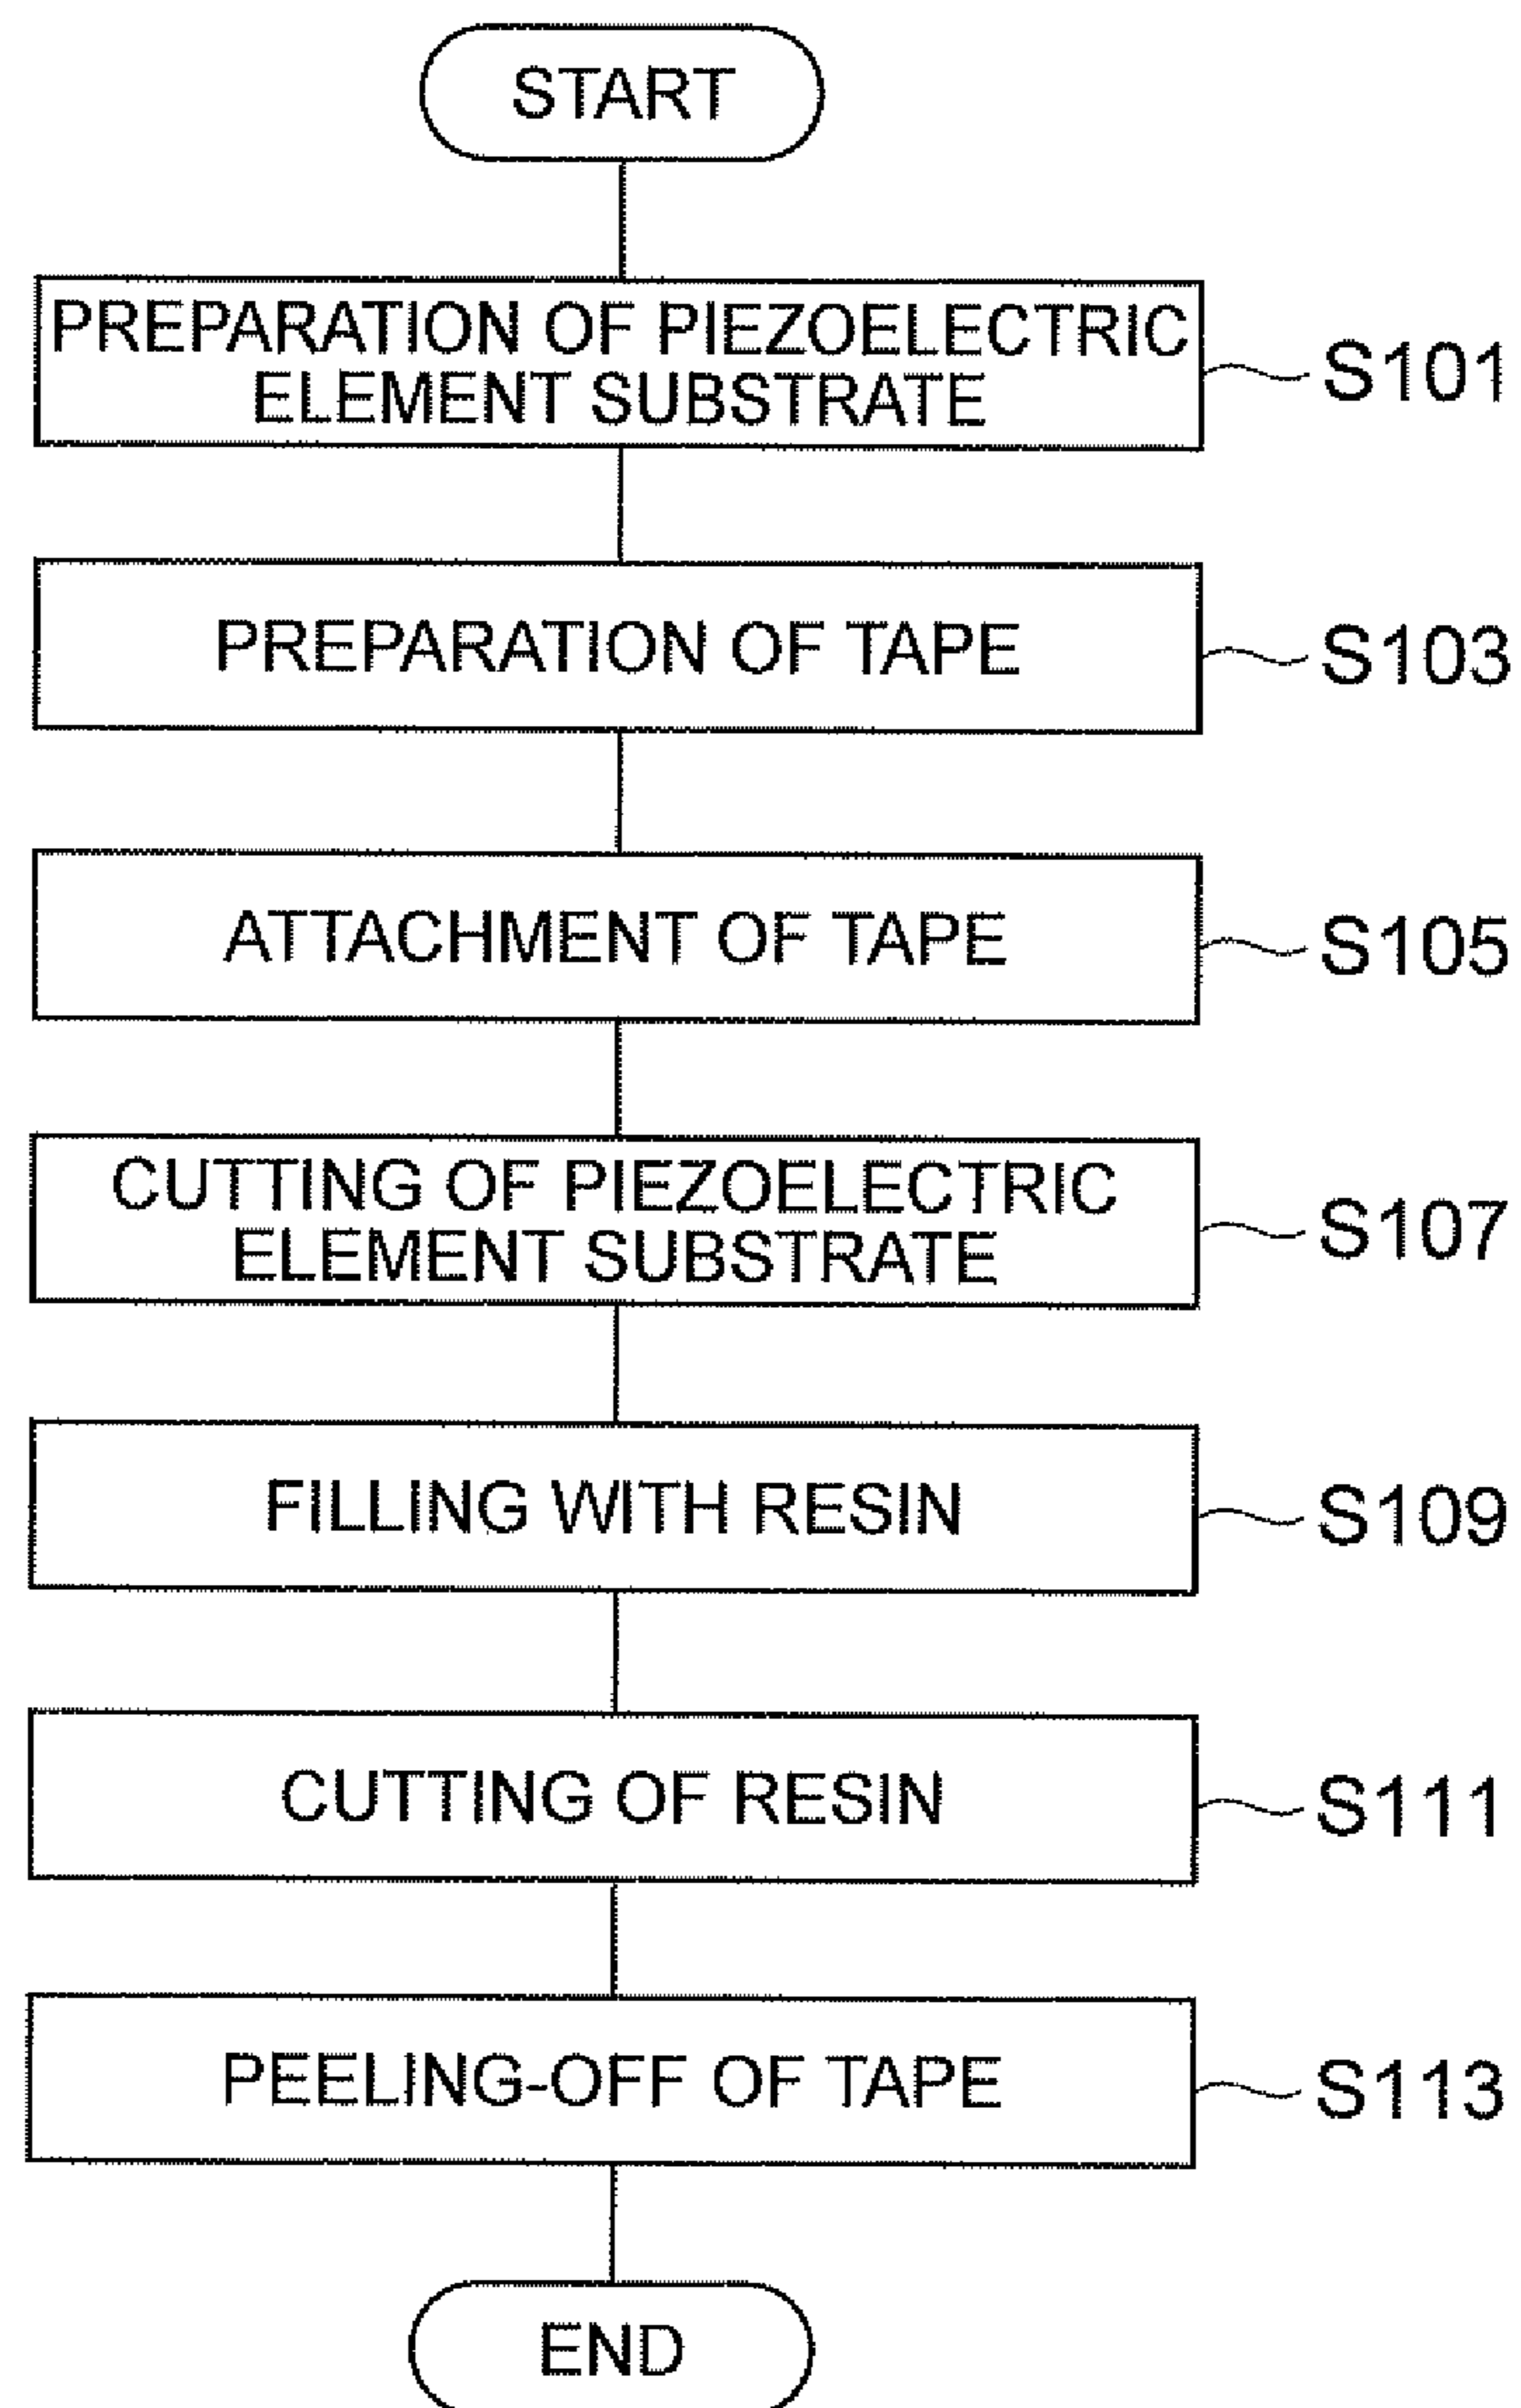 START
PREPARATION OF PIEZOELECTRIC
ELEMENT SUBSTRATE
S101
PREPARATION OF TAPE
S103
ATTACHMENT OF TAPE
S105
CUTTING OF PIEZOELECTRIC
ELEMENT SUBSTRATE
S107
FILLING WITH RESIN
S109
CUTTING OF RESIN
S111
PEELING-OFF OF TAPE
S113
END